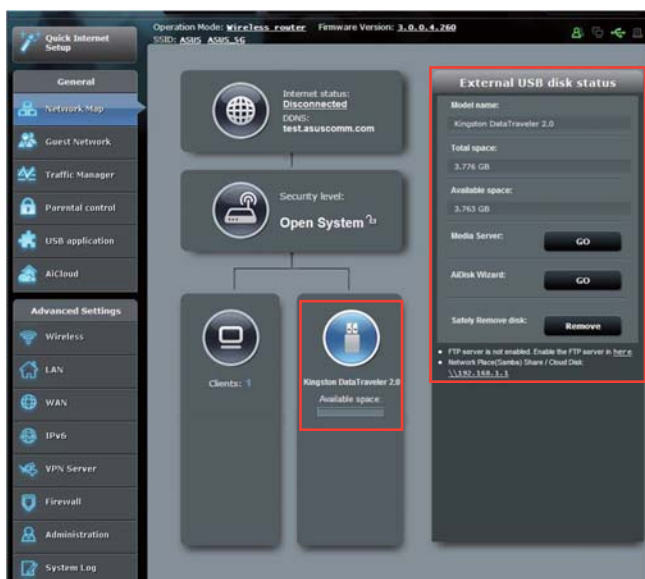 Operation Mode: Wireless router Firmware Version: 3.0.0.4.260
SSID: ASUS ASUS_5G
Quick Internet
Setup
General
Network Map
Guest Network
Traffic Manager
Parental control
USB application
AiCloud
Advanced Settings
Wireless
LAN
WAN
IPv6
VPN Server
Firewall
Administration
System Log
Internet status:
Disconnected
DDNS:
test.asuscomm.com
Security level:
Open System
Clients: 1
Kingston DataTraveler 2.0
Available space:
External USB disk status
Model name:
Kingston DataTraveler 2.0
Total space:
3.776 GB
Available space:
3.763 GB
Media Server: GO
AiDisk Wizard: GO
Safely Remove disk: Remove
FTP server is not enabled. Enable the FTP server in here
Network Place(Samba) Share / Cloud Disk:
\\192.168.1.1